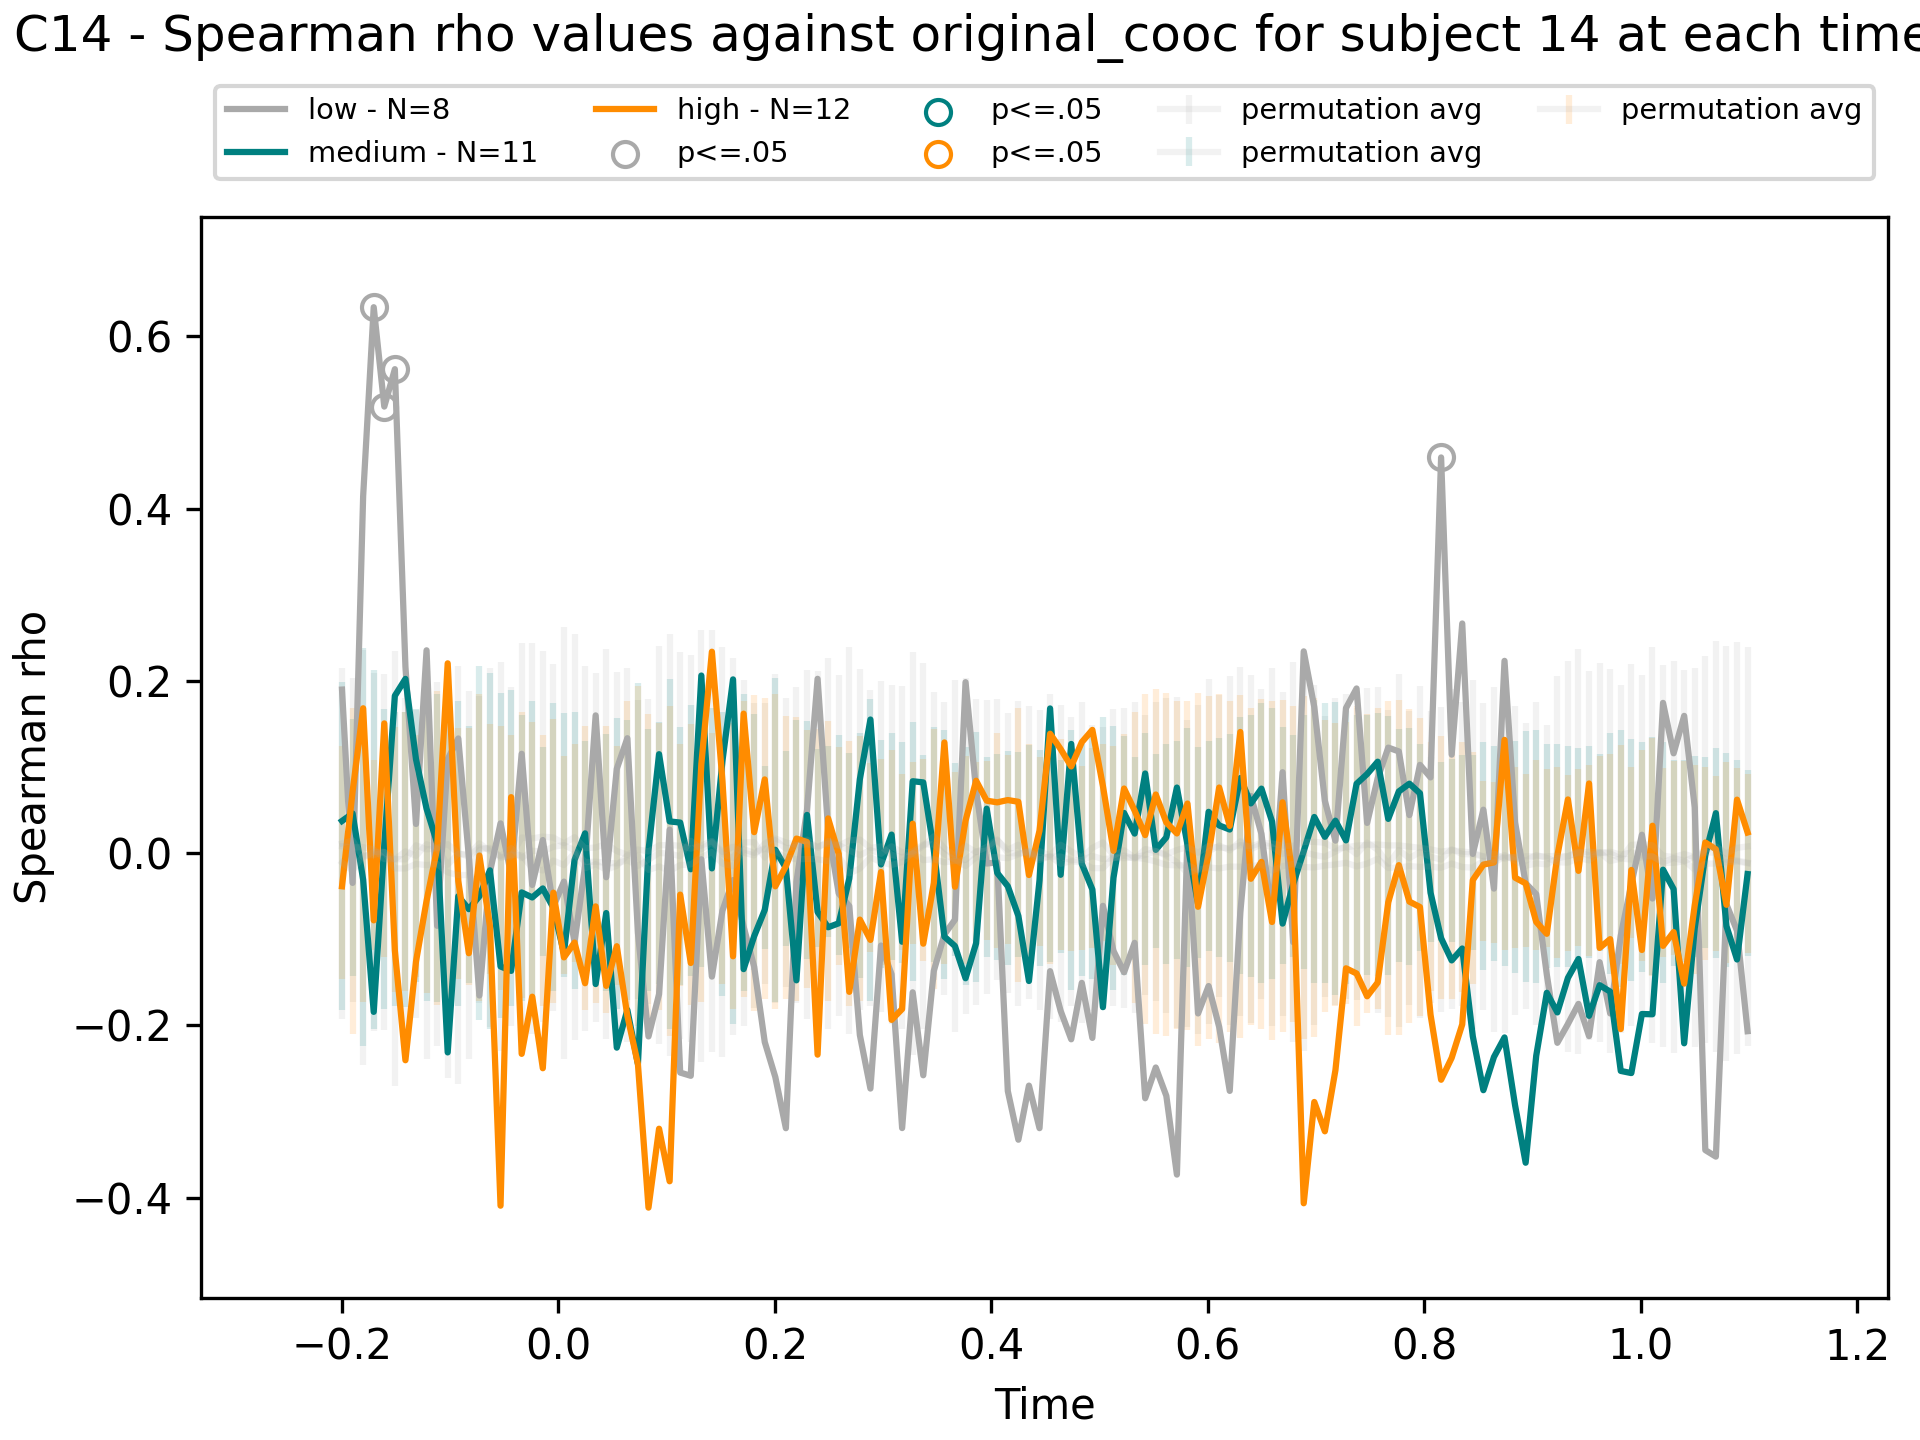 C14 - Spearman rho values against original_cooc for subject 14 at each time
low - N=8
medium - N=11
high - N=12
p<=.05
p<=.05
p<=.05
permutation avg
permutation avg
permutation avg
Spearman rho
0.6
0.4
0.2
0.0
−0.2
−0.4
−0.2 0.0 0.2 0.4 0.6 0.8 1.0 1.2
Time